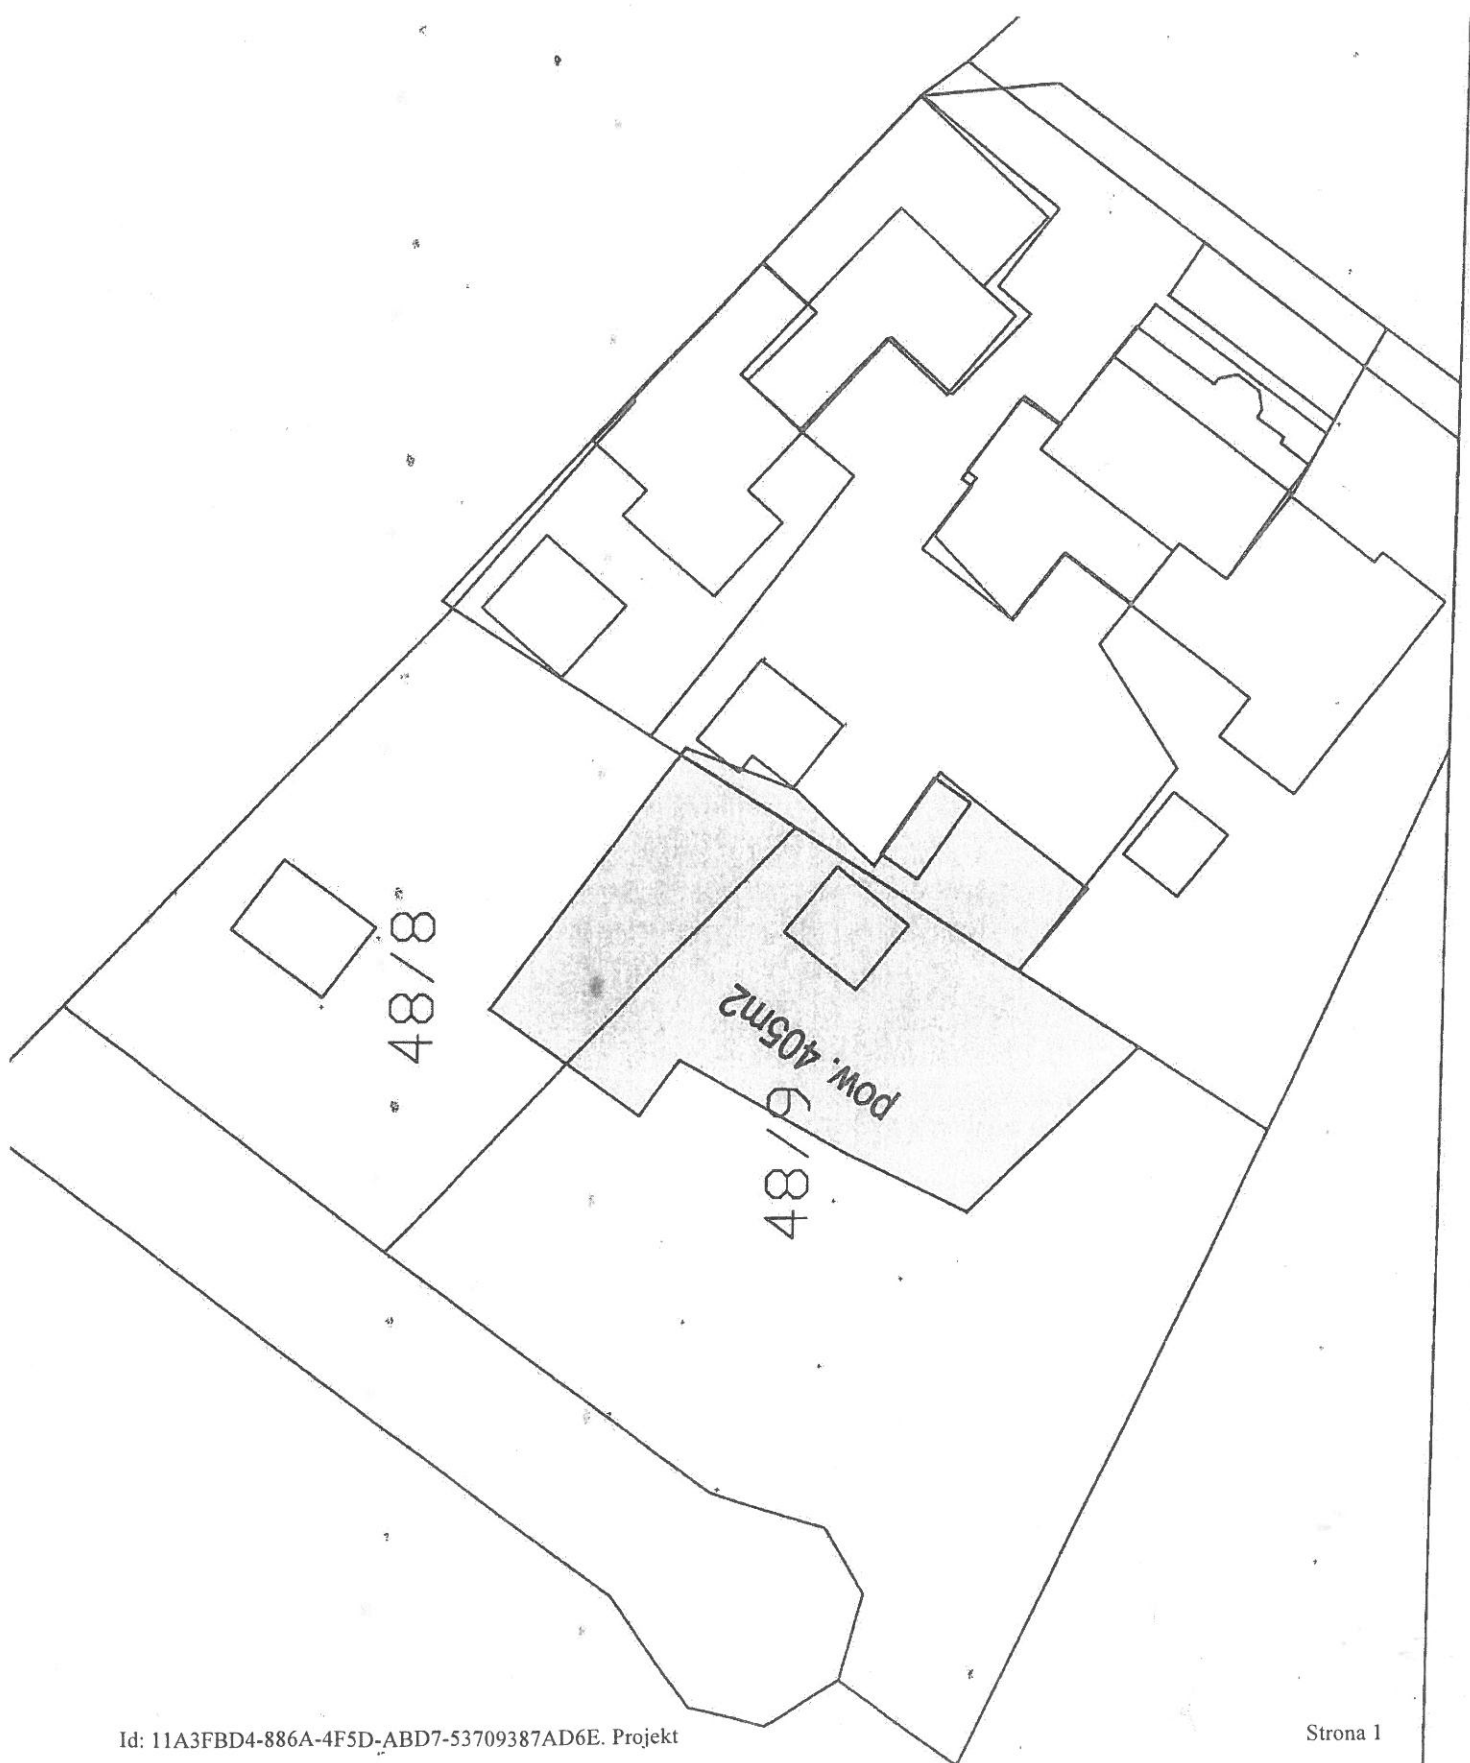 48/8
pow. 405m2
48/9
Id: 11A3FBD4-886A-4F5D-ABD7-53709387AD6E. Projekt
Strona 1